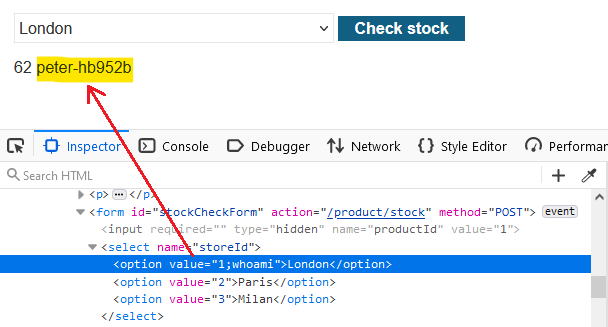 London Check stock
62 peter-hb952b
Inspector Console Debugger Network Style Editor Performan
Search HTML
<p> </p>
<form id="stockCheckForm" action="/product/stock" method="POST"> event
<input required="" type="hidden" name="productId" value="1">
<select name="storeId">
<option value="1;whoami">London</option>
<option value="2">Paris</option>
<option value="3">Milan</option>
</select>